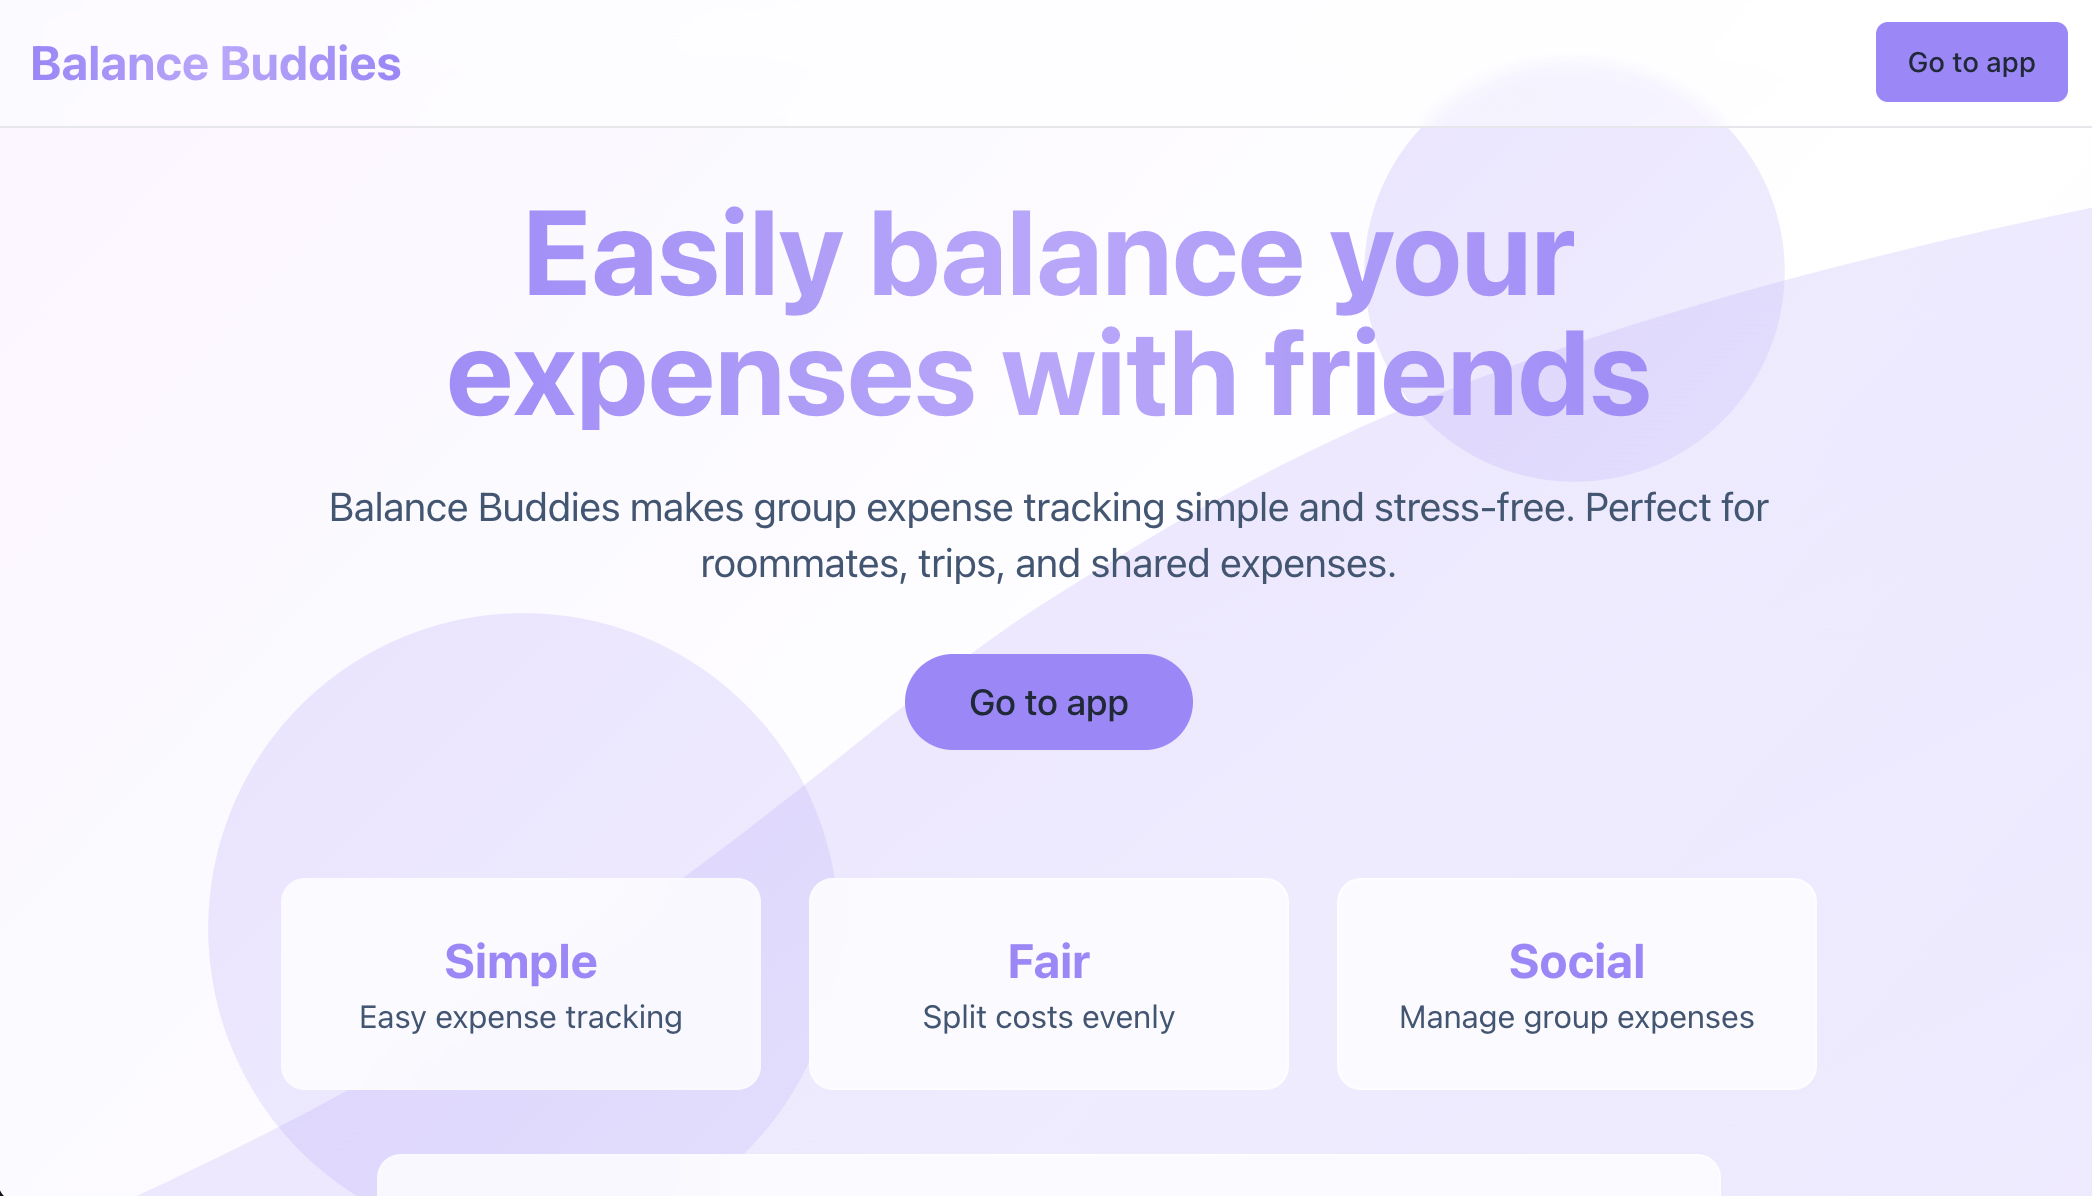 Balance Buddies
Go to app
Easily balance your
expenses with friends
Balance Buddies makes group expense tracking simple and stress-free. Perfect for
roommates, trips, and shared expenses.
Go to app
Simple
Easy expense tracking
Fair
Split costs evenly
Social
Manage group expenses